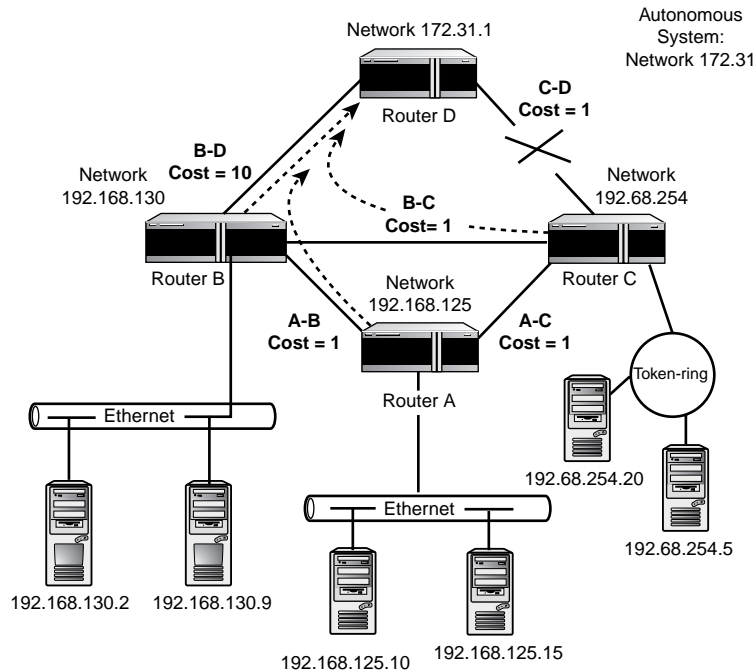 Autonomous
System:
Network 172.31
Network 172.31.1
Router D
C-D
Cost = 1
B-D
Cost = 10
Network
192.168.130
Network
192.68.254
B-C
Cost= 1
Router B
Router C
Network
192.168.125
A-B
Cost = 1
A-C
Cost = 1
Router A
Token-ring
Ethernet
192.68.254.20
Ethernet
192.68.254.5
192.168.130.2
192.168.130.9
192.168.125.10
192.168.125.15